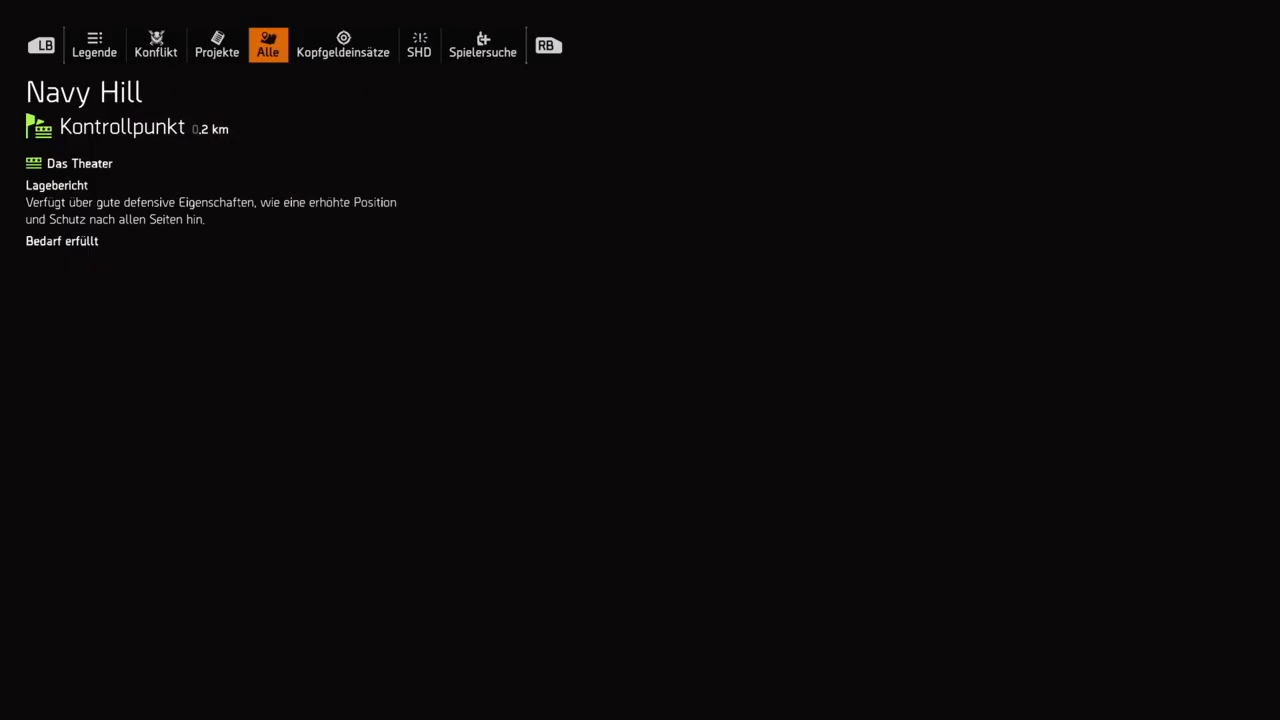 LB Legende Konflikt Projekte Alle Kopfgeldeinsätze SHD Spielersuche RB
Navy Hill
Kontrollpunkt 0.2 km
Das Theater
Lagebericht
Verfügt über gute defensive Eigenschaften, wie eine erhöhte Position
und Schutz nach allen Seiten hin.
Bedarf erfüllt